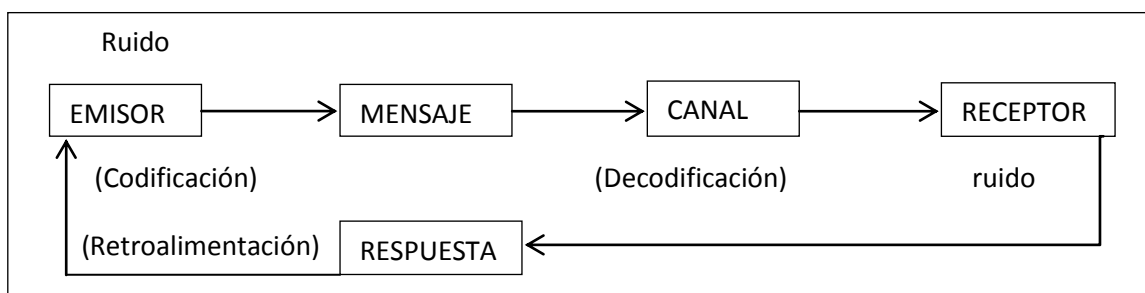 Ruido
EMISOR MENSAJE CANAL RECEPTOR
(Codificación) (Decodificación) ruido
(Retroalimentación) RESPUESTA